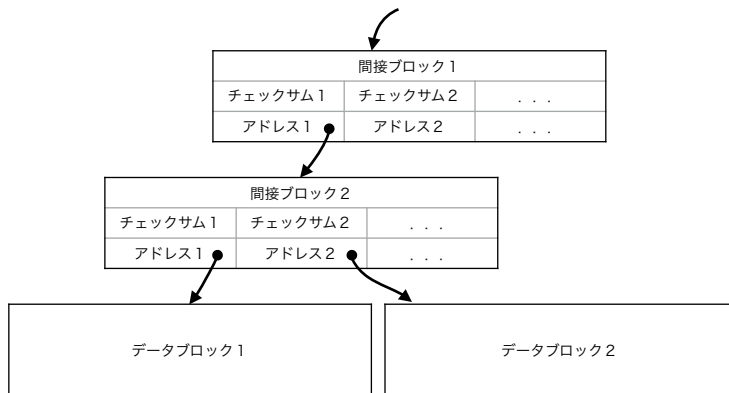 間接ブロック1
チェックサム1 チェックサム2 . . .
アドレス1 アドレス2 . . .
間接ブロック2
チェックサム1 チェックサム2 . . .
アドレス1 アドレス2 . . .
データブロック1 データブロック2